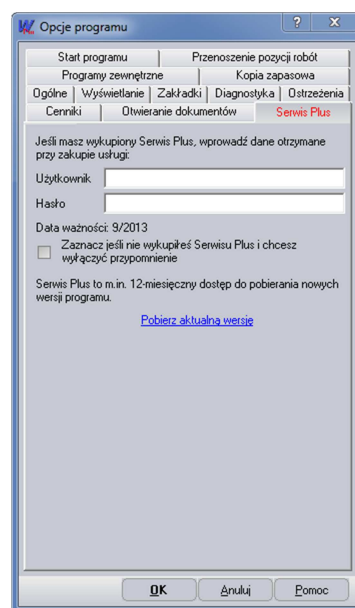 Opcje programu
Start programu Przenoszenie pozycji robót
Programy zewnętrzne Kopia zapasowa
Ogólne Wyświetlanie Zakładki Diagnostyka Ostrzeżenia
Cenniki Otwieranie dokumentów Serwis Plus
Jeśli masz wykupiony Serwis Plus, wprowadź dane otrzymane
przy zakupie usługi:
Użytkownik
Hasło
Data ważności: 9/2013
Zaznacz jeśli nie wykupiłeś Serwisu Plus i chcesz
wyłączyć przypomnienie
Serwis Plus to m.in. 12-miesięczny dostęp do pobierania nowych
wersji programu.
Pobierz aktualną wersję
OK Anuluj Pomoc